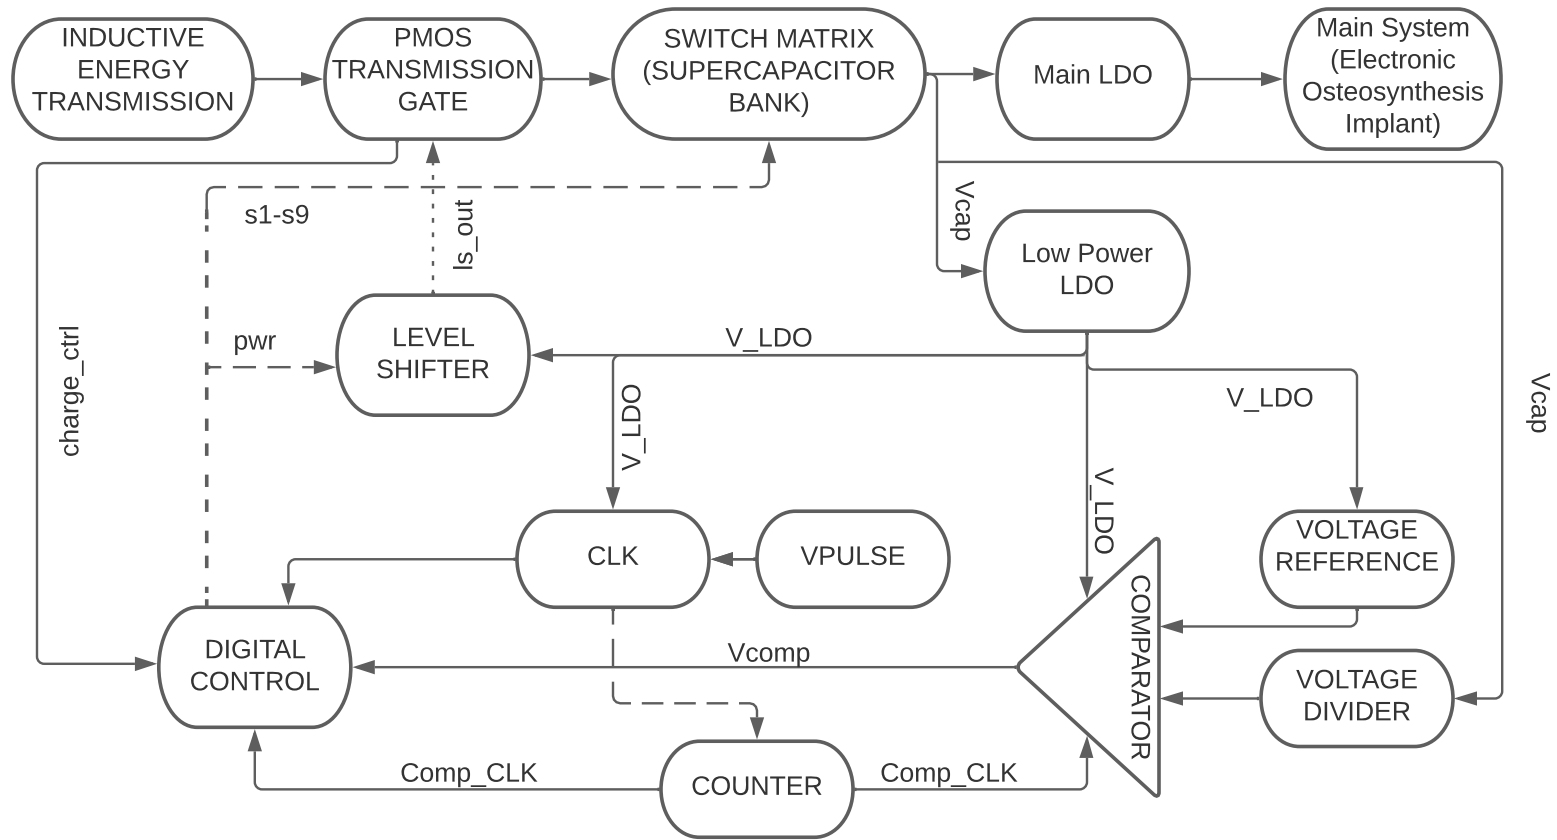 INDUCTIVE
ENERGY
TRANSMISSION
PMOS
TRANSMISSION
GATE
SWITCH MATRIX
(SUPERCAPACITOR
BANK)
Main LDO
Main System
(Electronic
Osteosynthesis
Implant)
s1-s9
ls_out
Vcap
Low Power
LDO
charge_ctrl
pwr
LEVEL
SHIFTER
V_LDO
V_LDO
V_LDO
V_LDO
Vcap
CLK
VPULSE
VOLTAGE
REFERENCE
COMPARATOR
DIGITAL
CONTROL
Vcomp
VOLTAGE
DIVIDER
Comp_CLK
COUNTER
Comp_CLK